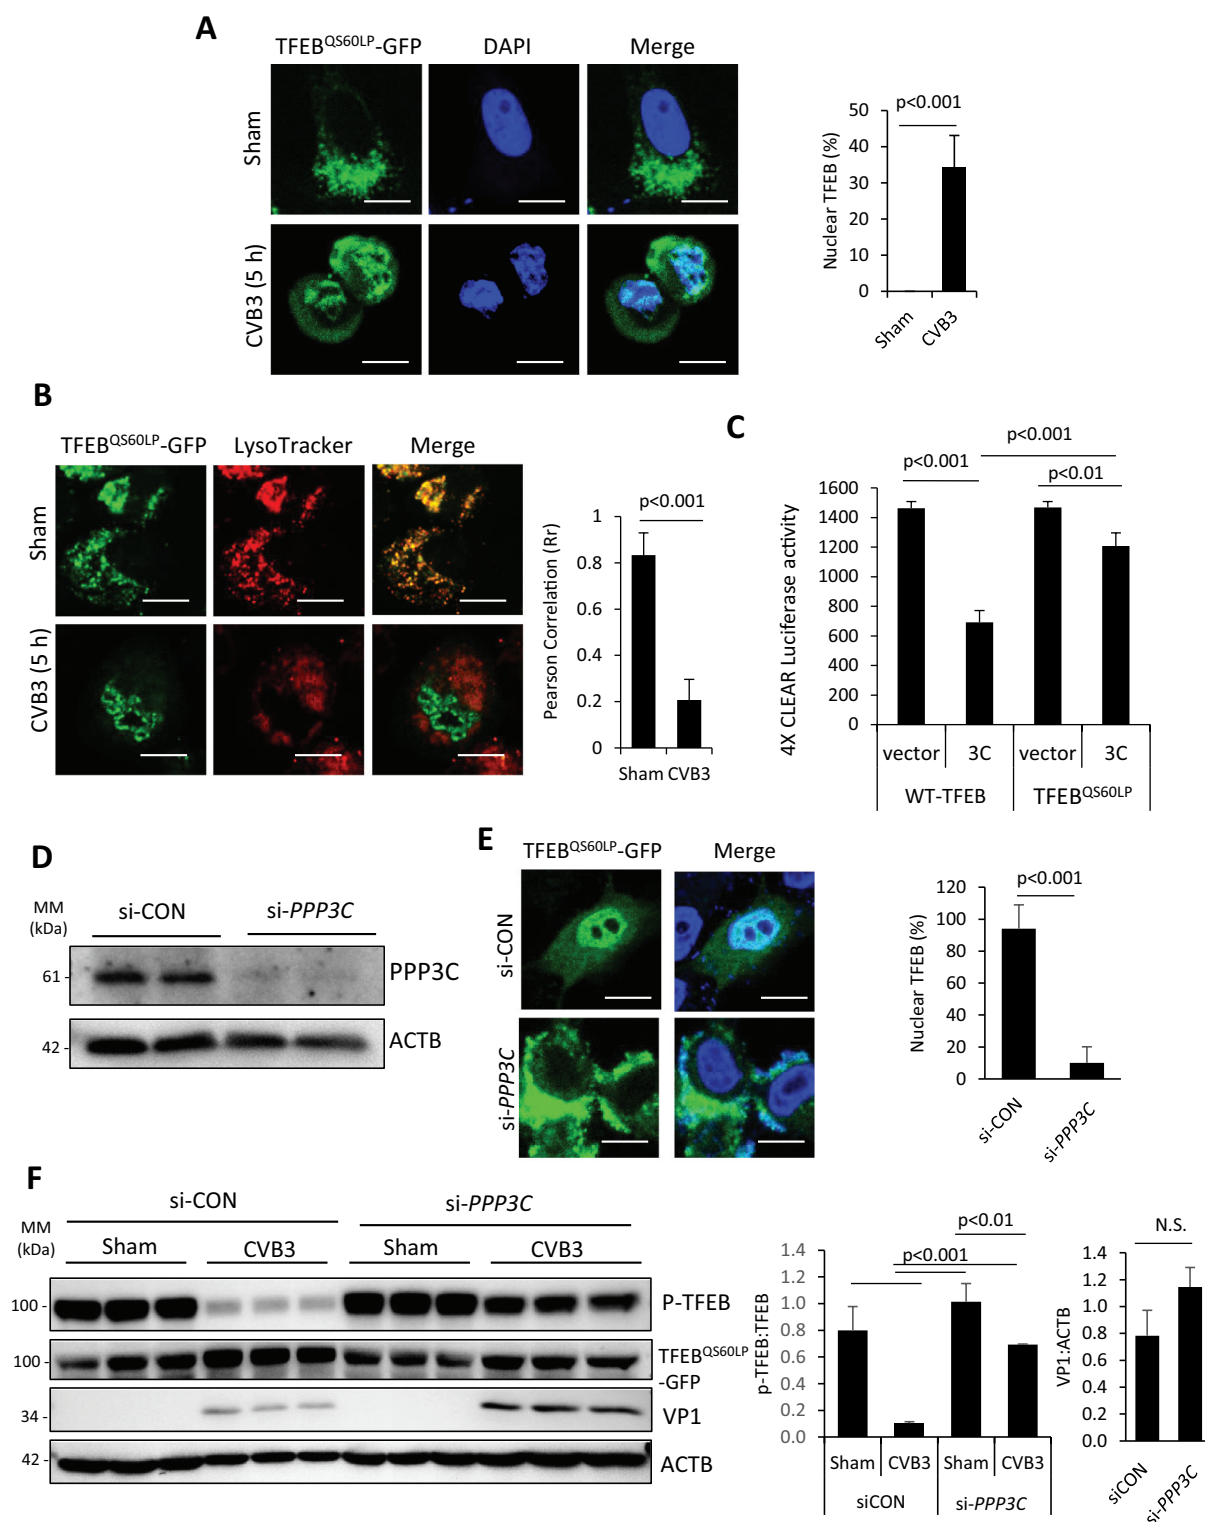 A
TFEB^QS60LP-GFP DAPI Merge
Sham
CVB3 (5 h)
Nuclear TFEB (%)
p<0.001
50
40
30
20
10
0
Sham CVB3
B
TFEB^QS60LP-GFP LysoTracker Merge
Sham
CVB3 (5 h)
Pearson Correlation (Rr)
p<0.001
1
0.8
0.6
0.4
0.2
0
Sham CVB3
C
4X CLEAR Luciferase activity
p<0.001
p<0.001
p<0.01
1600
1400
1200
1000
800
600
400
200
0
vector 3C vector 3C
WT-TFEB TFEB^QS60LP
D
MM
(kDa)
si-CON si-PPP3C
61 - PPP3C
42 - ACTB
E
TFEB^QS60LP-GFP Merge
si-CON
si-PPP3C
Nuclear TFEB (%)
p<0.001
120
100
80
60
40
20
0
si-CON si-PPP3C
F
si-CON si-PPP3C
MM
(kDa)
Sham CVB3 Sham CVB3
100 - P-TFEB
100 - TFEB^QS60LP
-GFP
34 - VP1
42 - ACTB
p-TFEB:TFEB
p<0.01
p<0.001
1.4
1.2
1.0
0.8
0.6
0.4
0.2
0.0
Sham CVB3 Sham CVB3
siCON si-PPP3C
VP1:ACTB
N.S.
1.4
1.2
1.0
0.8
0.6
0.4
0.2
0.0
siCON si-PPP3C